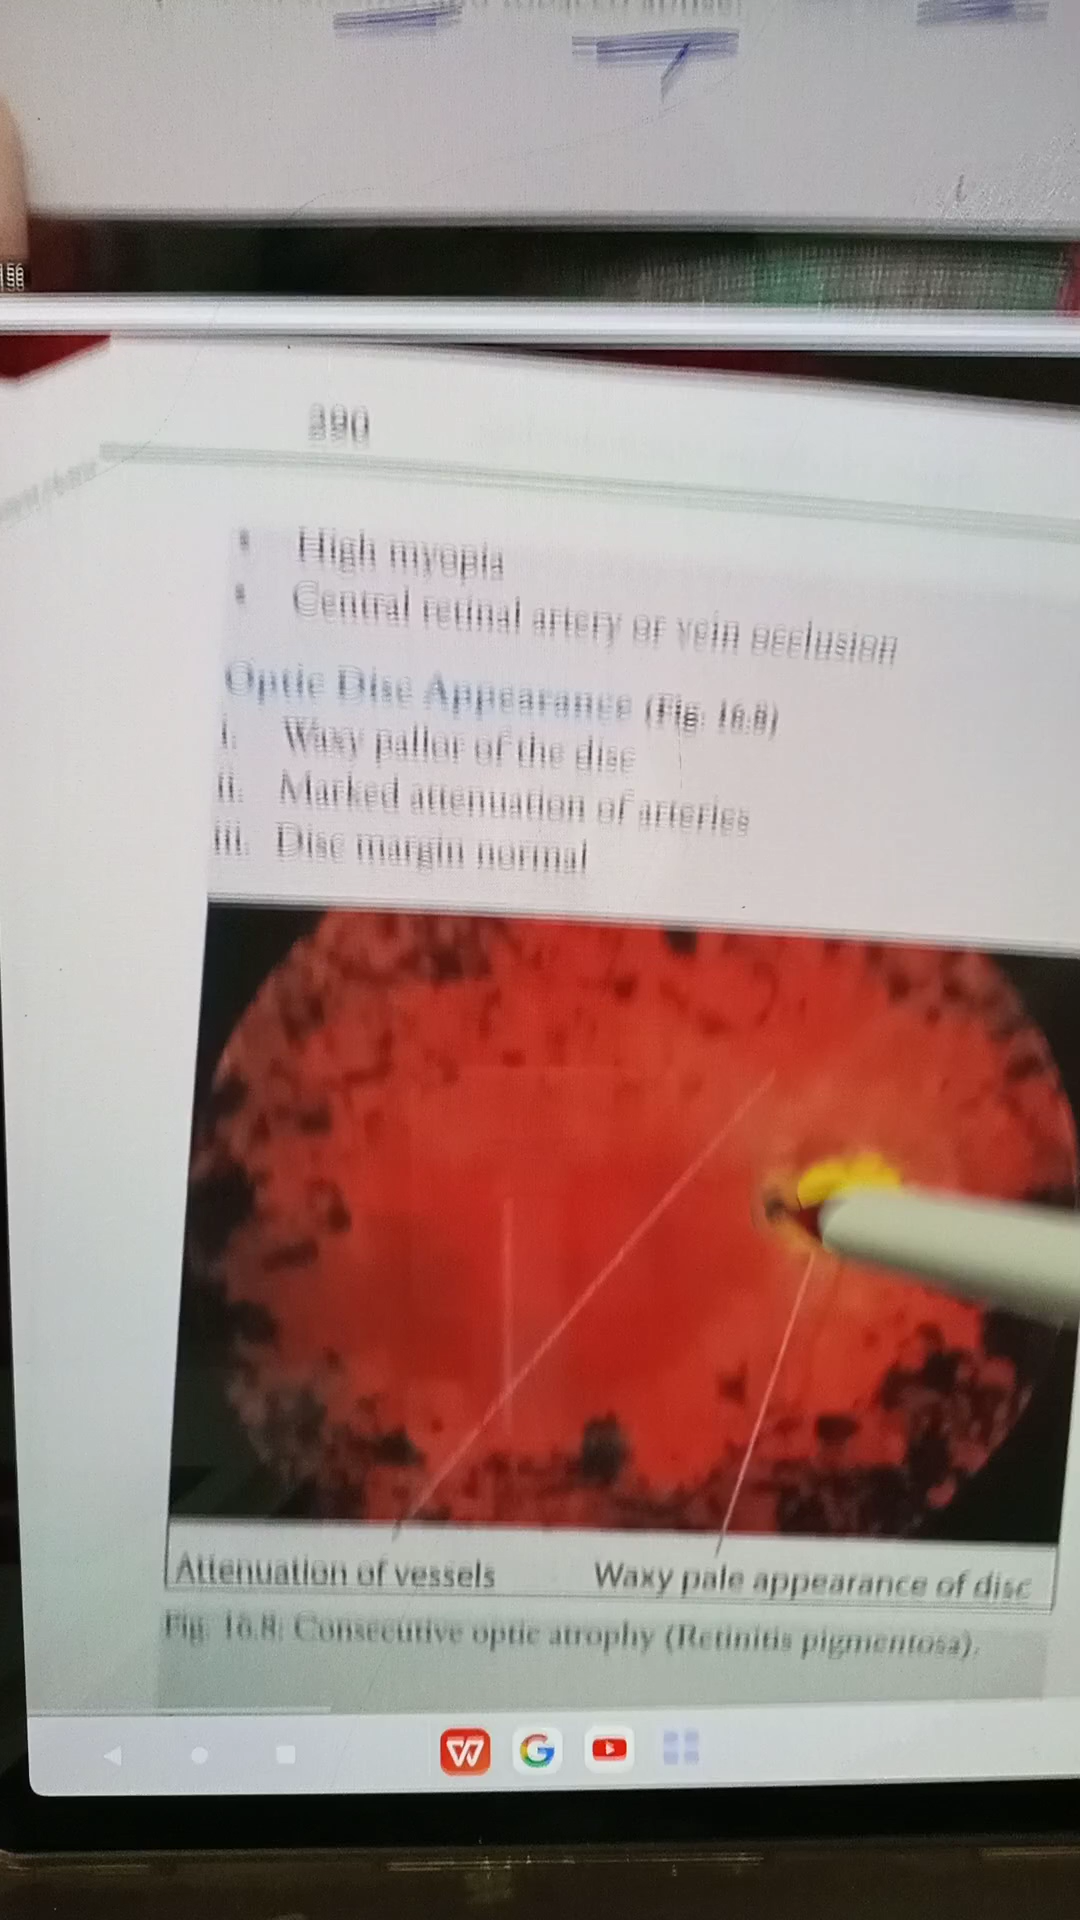 156
390
High myopia
Central retinal artery or vein occlusion
Optic Disc Appearance (Fig. 16.8)
i. Waxy pallor of the disc
ii. Marked attenuation of arteries
iii. Disc margin normal
Attenuation of vessels
Waxy pale appearance of disc
Fig. 16.8: Consecutive optic atrophy (Retinitis pigmentosa).